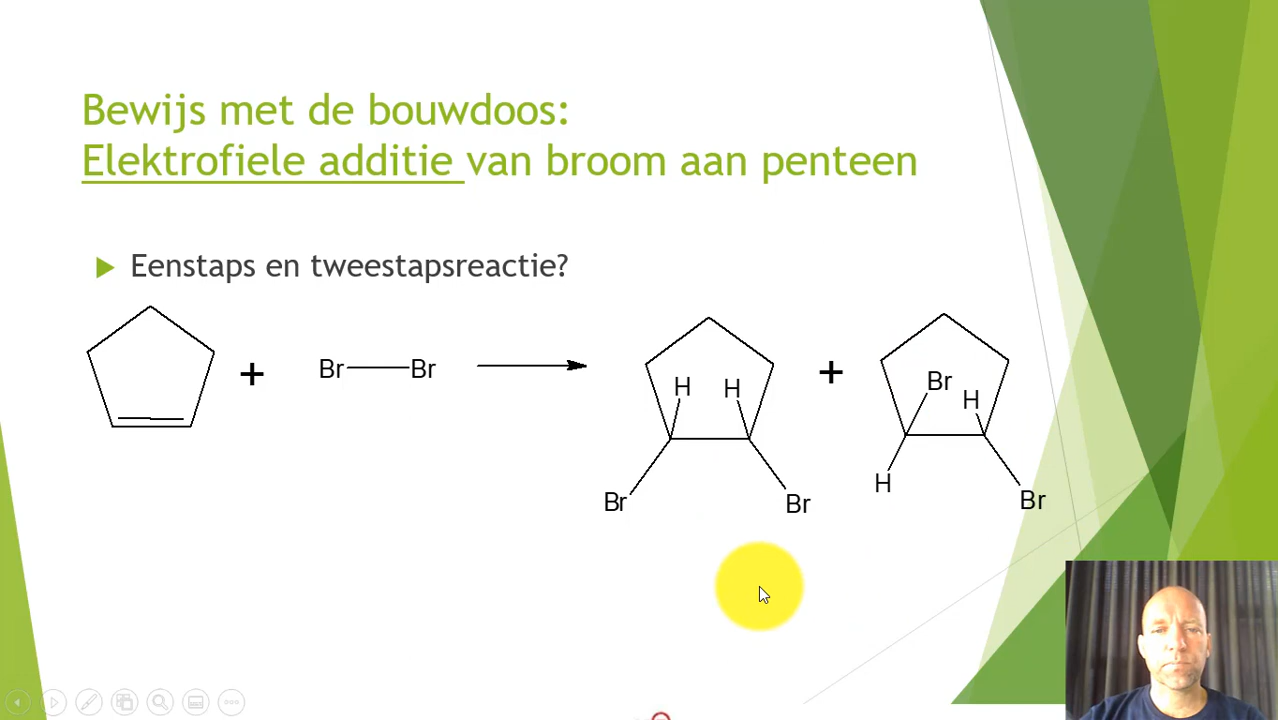 Bewijs met de bouwdoos:
Elektrofiele additie van broom aan penteen
Eenstaps en tweestapsreactie?
+ Br Br + 
H H Br H
Br Br H Br